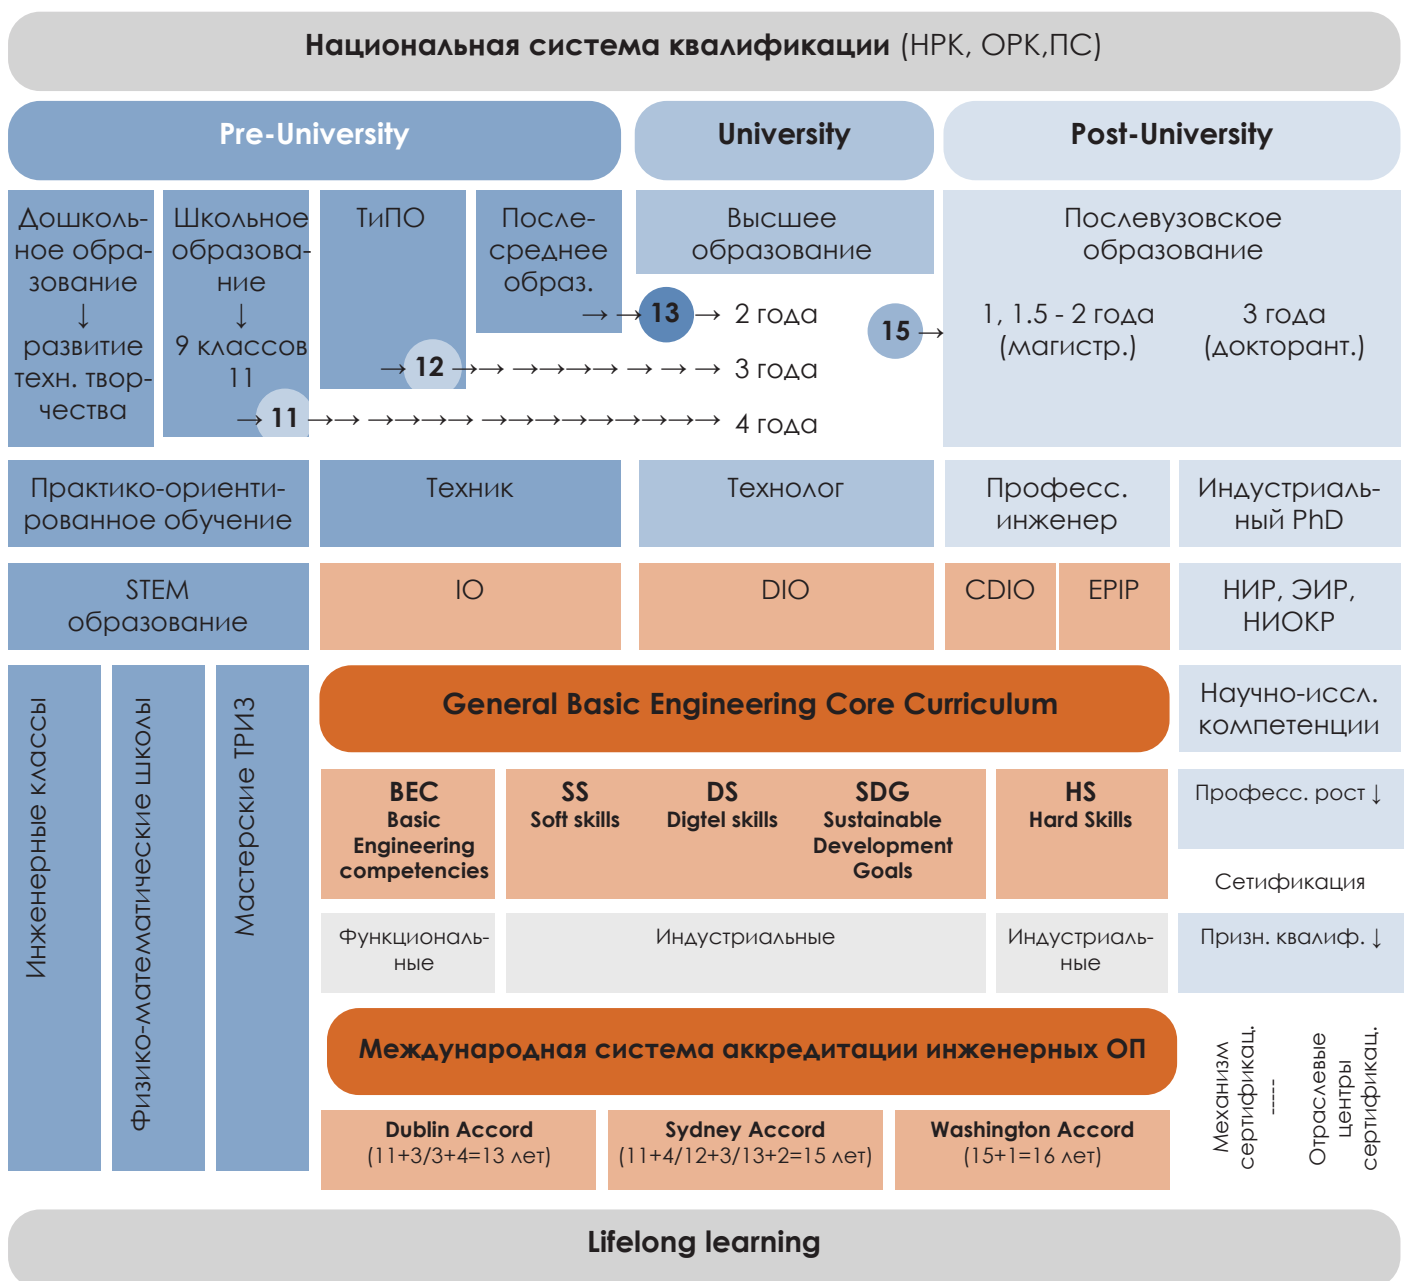 Национальная система квалификации (НРК, ОРК,ПС)
Pre-University
University
Post-University
Дошколь-
ное обра-
зование
↓
развитие
техн. твор-
чества
Школьное
образова-
ние
↓
9 классов
11
→ 11 →→ →→→→ →→→→→→→→→ 4 года
ТиПО
→ 12 →→ →→→→→ → → → → 3 года
После-
среднее
образ.
→ → 13 → 2 года
Высшее
образование
15 →
Послевузовское
образование
1, 1.5 - 2 года
(магистр.)
3 года
(докторант.)
Практико-ориенти-
рованное обучение
Техник
Технолог
Професс.
инженер
Индустриаль-
ный PhD
STEM
образование
IO
DIO
CDIO
EPIP
НИР, ЭИР,
НИОКР
Инженерные классы
Физико-математические школы
Мастерские ТРИЗ
General Basic Engineering Core Curriculum
Научно-иссл.
компетенции
BEC
Basic
Engineering
competencies
SS
Soft skills
DS
Digtel skills
SDG
Sustainable
Development
Goals
HS
Hard Skills
Професс. рост ↓
Сетификация
Функциональ-
ные
Индустриальные
Индустриаль-
ные
Призн. квалиф. ↓
Международная система аккредитации инженерных ОП
Механизм
сертификац.
-----
Отраслевые
центры
сертификац.
Dublin Accord
(11+3/3+4=13 лет)
Sydney Accord
(11+4/12+3/13+2=15 лет)
Washington Accord
(15+1=16 лет)
Lifelong learning